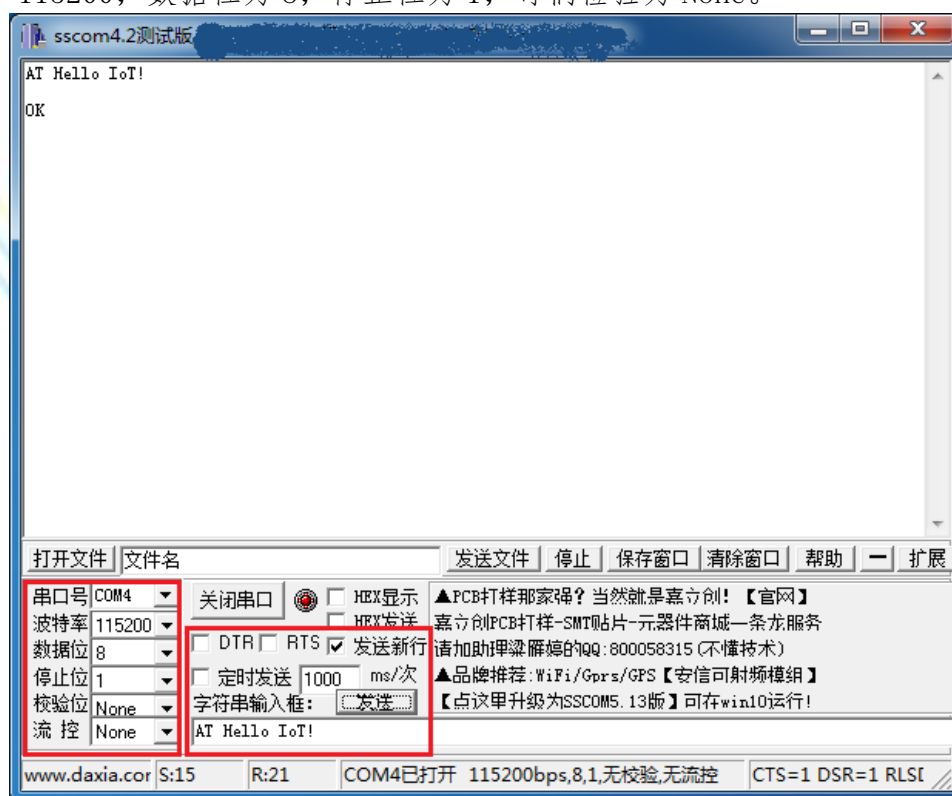 115200，数据位为 8，停止位为 1，奇偶检验为 None。
sscom4.2测试版
AT Hello IoT!
OK
打开文件 文件名 发送文件 停止 保存窗口 清除窗口 帮助 一 扩展
串口号 COM4 关闭串口 HEX显示 ▲PCB打样那家强？当然就是嘉立创！【官网】
波特率 115200 HEX发送 嘉立创PCB打样-SMT贴片-元器件商城一条龙服务
数据位 8 DTR RTS 发送新行 请加助理梁雁嫦的QQ:800058315(不懂技术)
停止位 1 定时发送 1000 ms/次 ▲品牌推荐:WiFi/Gprs/GPS【安信可射频模组】
校验位 None 字符串输入框: 发送 【点这里升级为SSCOM5.13版】可在win10运行!
流 控 None AT Hello IoT!
www.daxia.cor S:15 R:21 COM4已打开 115200bps,8,1,无校验,无流控 CTS=1 DSR=1 RLSD